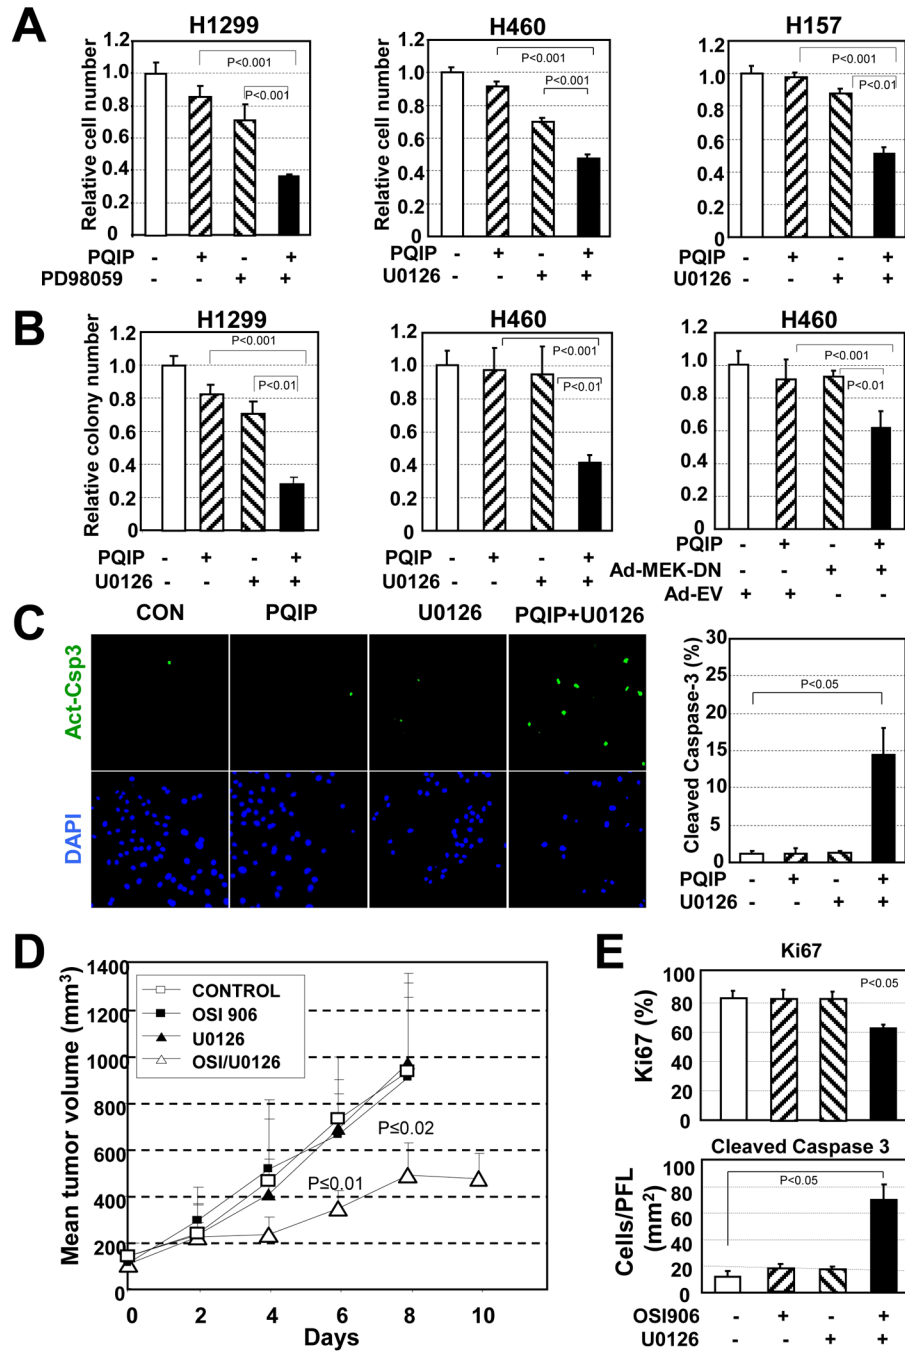 A
H1299
Relative cell number
1.2
1.0
0.8
0.6
0.4
0.2
0
P<0.001
P<0.001
PQIP - + - +
PD98059 - - + +
H460
Relative cell number
1.2
1.0
0.8
0.6
0.4
0.2
0
P<0.001
P<0.001
PQIP - + - +
U0126 - - + +
H157
1.2
1.0
0.8
0.6
0.4
0.2
0
P<0.001
P<0.01
PQIP - + - +
U0126 - - + +
B
H1299
Relative colony number
1.2
1.0
0.8
0.6
0.4
0.2
0
P<0.001
P<0.01
PQIP - + - +
U0126 - - + +
H460
1.2
1.0
0.8
0.6
0.4
0.2
0
P<0.001
P<0.01
PQIP - + - +
U0126 - - + +
H460
1.2
1.0
0.8
0.6
0.4
0.2
0
P<0.001
P<0.01
PQIP - + - +
Ad-MEK-DN - - + +
Ad-EV + + - -
C
CON PQIP U0126 PQIP+U0126
Act-Csp3
DAPI
Cleaved Caspase-3 (%)
30
25
20
15
10
5
0
P<0.05
PQIP - + - +
U0126 - - + +
D
Mean tumor volume (mm³)
1400
1200
1000
800
600
400
200
0
CONTROL
OSI 906
U0126
OSI/U0126
P≤0.02
P≤0.01
0 2 4 6 8 10
Days
E
Ki67
Ki67 (%)
100
80
60
40
20
0
P<0.05
Cleaved Caspase 3
Cells/PFL
(mm²)
100
80
60
40
20
0
P<0.05
OSI906 - + - +
U0126 - - + +